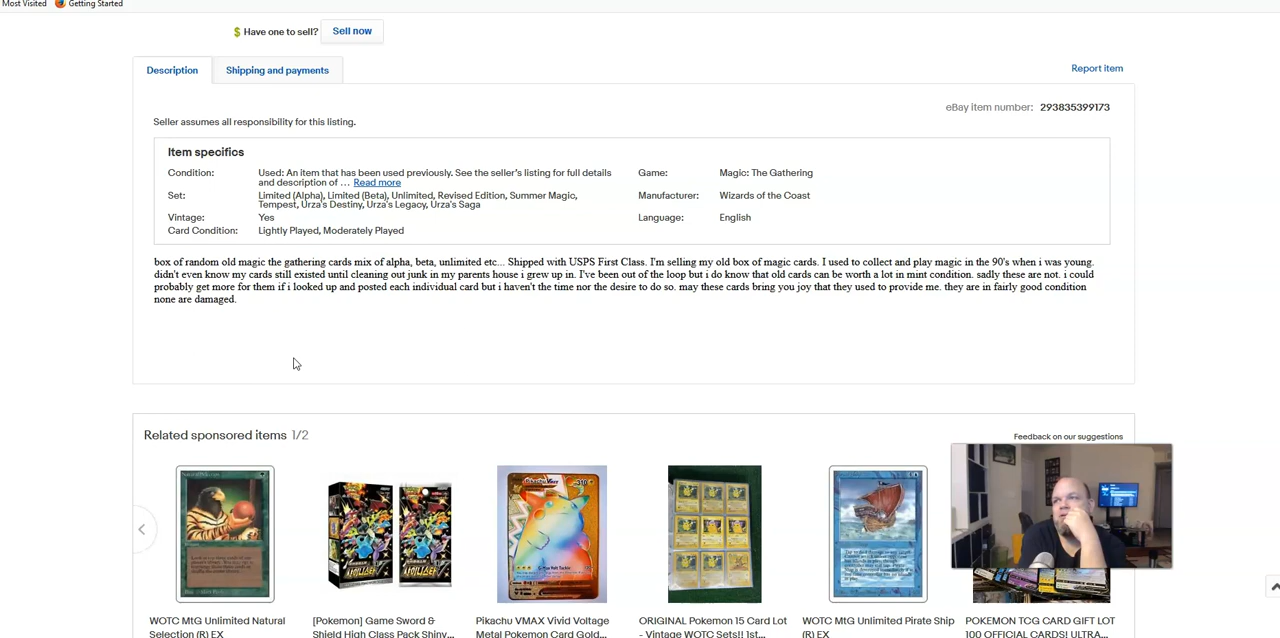 Most Visited Getting Started
$ Have one to sell? Sell now
Description Shipping and payments Report item
eBay item number: 293835399173
Seller assumes all responsibility for this listing.
Item specifics
Condition: Used: An item that has been used previously. See the seller's listing for full details Game: Magic: The Gathering
and description of ... Read more
Set: Limited (Alpha), Limited (Beta), Unlimited, Revised Edition, Summer Magic, Manufacturer: Wizards of the Coast
Tempest, Urza's Destiny, Urza's Legacy, Urza's Saga
Vintage: Yes Language: English
Card Condition: Lightly Played, Moderately Played
box of random old magic the gathering cards mix of alpha, beta, unlimited etc... Shipped with USPS First Class. I'm selling my old box of magic cards. I used to collect and play magic in the 90's when i was young.
didn't even know my cards still existed until cleaning out junk in my parents house i grew up in. I've been out of the loop but i do know that old cards can be worth a lot in mint condition. sadly these are not. i could
probably get more for them if i looked up and posted each individual card but i haven't the time nor the desire to do so. may these cards bring you joy that they used to provide me. they are in fairly good condition
none are damaged.
Related sponsored items 1/2 Feedback on our suggestions
WOTC MtG Unlimited Natural [Pokemon] Game Sword & Pikachu VMAX Vivid Voltage ORIGINAL Pokemon 15 Card Lot WOTC MtG Unlimited Pirate Ship POKEMON TCG CARD GIFT LOT
Selection (R) EX Shield High Class Pack Shiny... Metal Pokemon Card Gold... - Vintage WOTC Sets!! 1st... (R) EX 100 OFFICIAL CARDS! ULTRA...